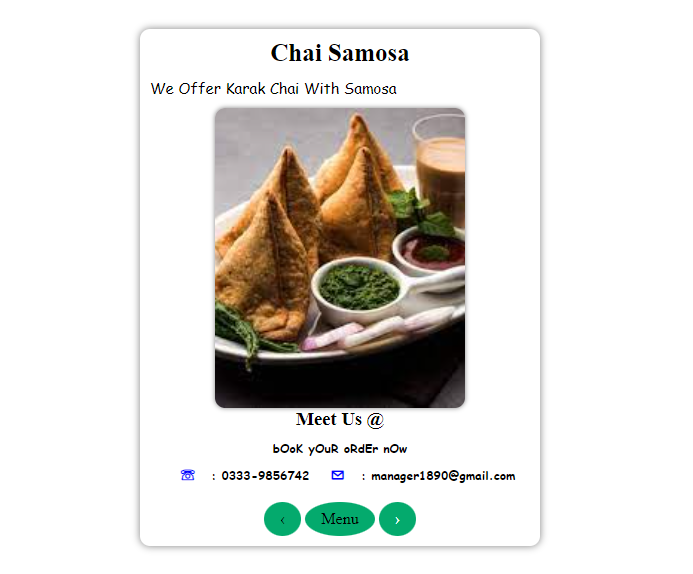 Chai Samosa
We Offer Karak Chai With Samosa
Meet Us @
bOoK yOuR oRdEr nOw
☏ : 0333-9856742 ✉ : manager1890@gmail.com
‹ Menu ›